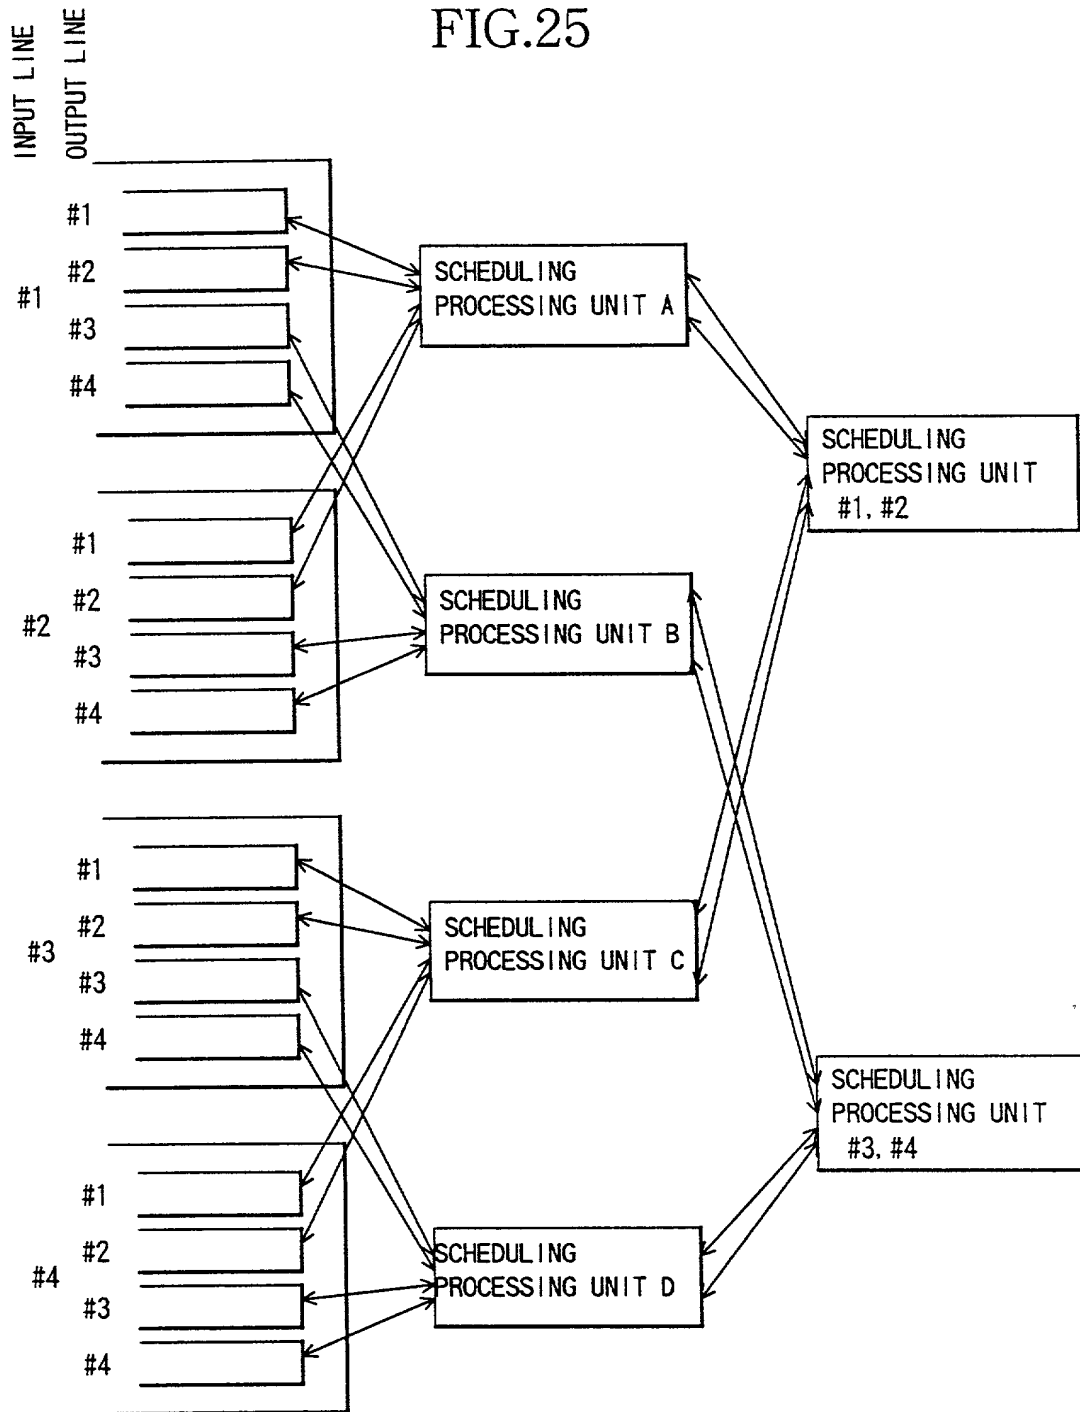 FIG.25
INPUT LINE
OUTPUT LINE
#1
#1
#2
#3
#4
#2
#1
#2
#3
#4
#3
#1
#2
#3
#4
#4
#1
#2
#3
#4
SCHEDULING
PROCESSING UNIT A
SCHEDULING
PROCESSING UNIT B
SCHEDULING
PROCESSING UNIT C
SCHEDULING
PROCESSING UNIT D
SCHEDULING
PROCESSING UNIT
#1, #2
SCHEDULING
PROCESSING UNIT
#3, #4